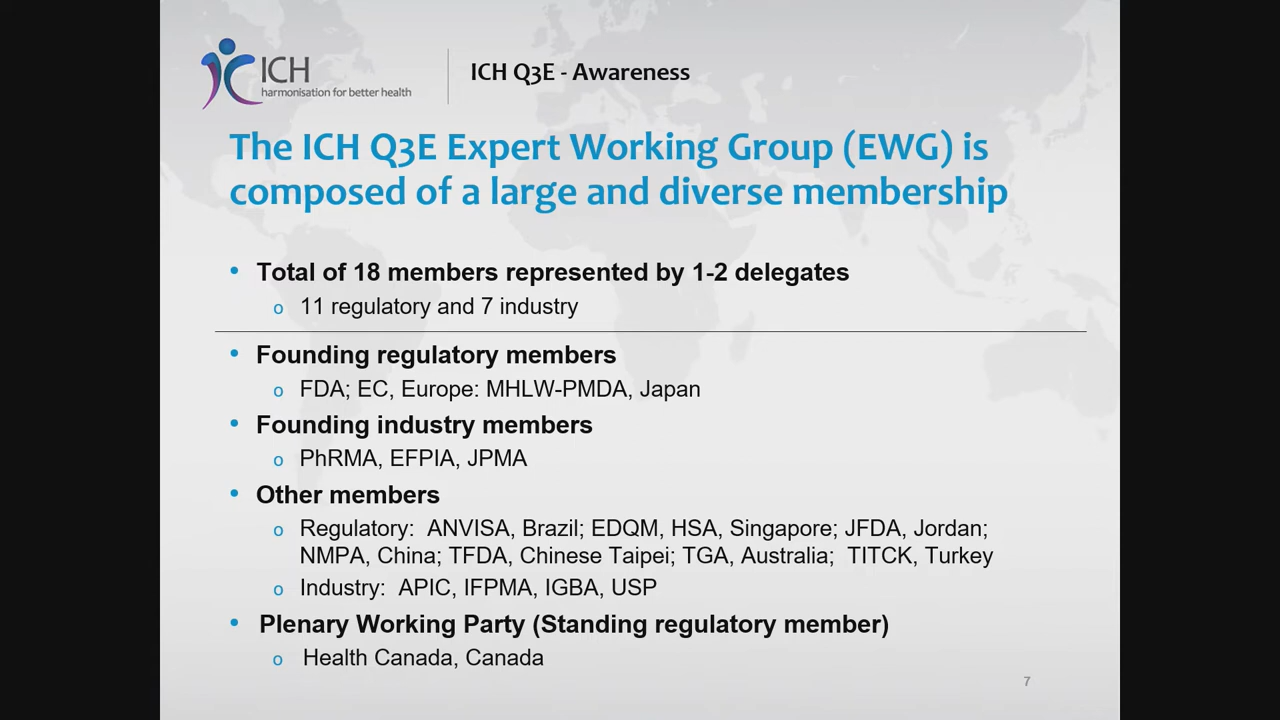 ICH
harmonisation for better health
ICH Q3E - Awareness
The ICH Q3E Expert Working Group (EWG) is
composed of a large and diverse membership
• Total of 18 members represented by 1-2 delegates
o 11 regulatory and 7 industry
• Founding regulatory members
o FDA; EC, Europe: MHLW-PMDA, Japan
• Founding industry members
o PhRMA, EFPIA, JPMA
• Other members
o Regulatory: ANVISA, Brazil; EDQM, HSA, Singapore; JFDA, Jordan;
NMPA, China; TFDA, Chinese Taipei; TGA, Australia; TITCK, Turkey
o Industry: APIC, IFPMA, IGBA, USP
• Plenary Working Party (Standing regulatory member)
o Health Canada, Canada
7